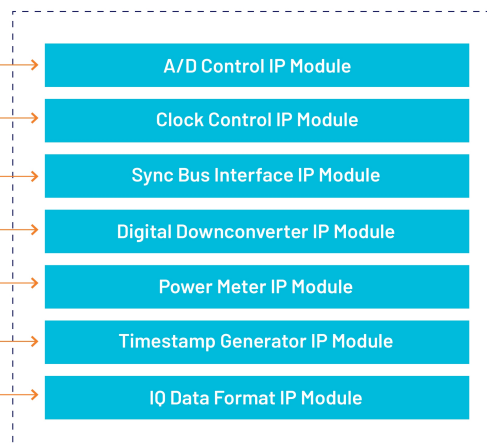 A/D Control IP Module
Clock Control IP Module
Sync Bus Interface IP Module
Digital Downconverter IP Module
Power Meter IP Module
Timestamp Generator IP Module
IQ Data Format IP Module